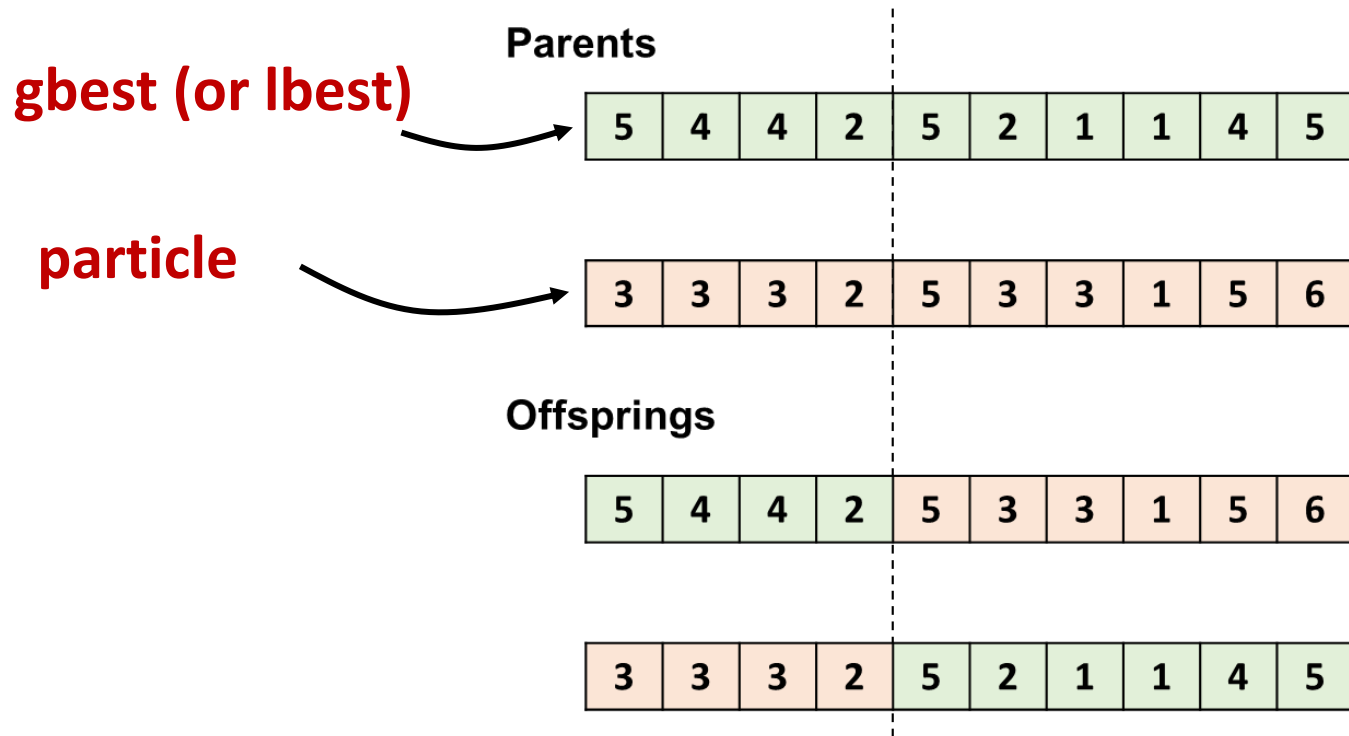 Parents
gbest (or lbest)
5 4 4 2 5 2 1 1 4 5
particle
3 3 3 2 5 3 3 1 5 6
Offsprings
5 4 4 2 5 3 3 1 5 6
3 3 3 2 5 2 1 1 4 5